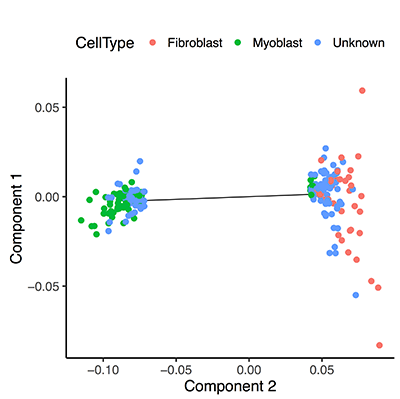 CellType Fibroblast Myoblast Unknown
0.05
0.00
−0.05
Component 1
−0.10 −0.05 0.00 0.05
Component 2